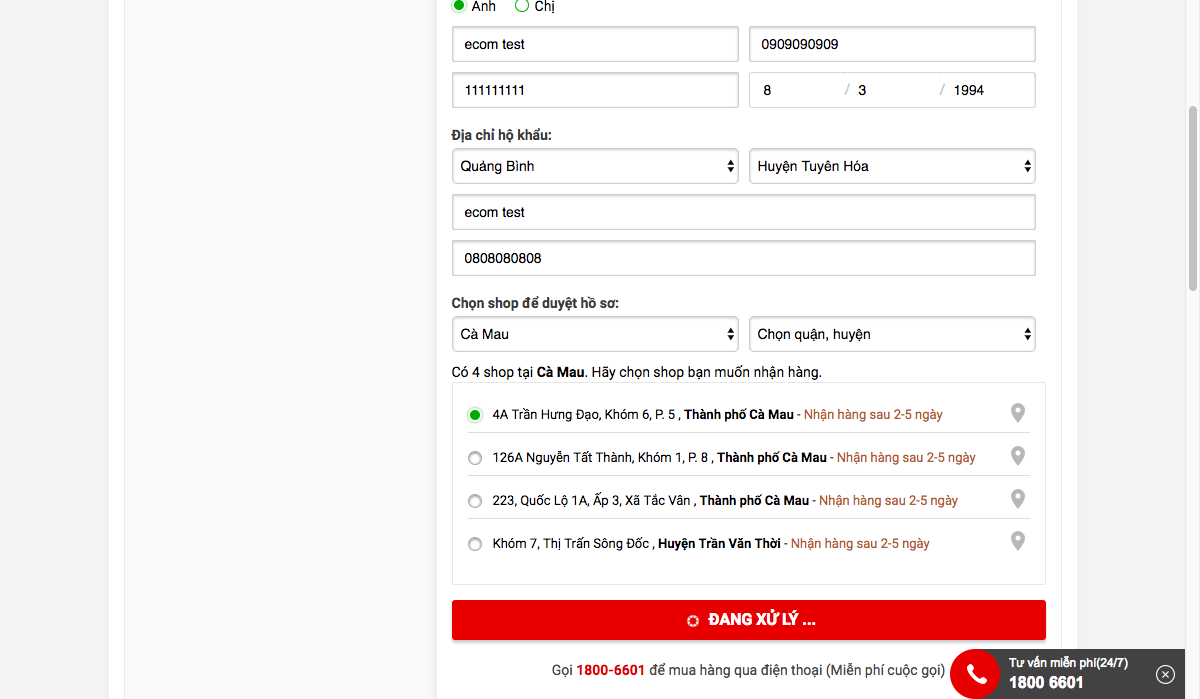 Anh Chị
ecom test 0909090909
111111111 8 / 3 / 1994
Địa chỉ hộ khẩu:
Quảng Bình Huyện Tuyên Hóa
ecom test
0808080808
Chọn shop để duyệt hồ sơ:
Cà Mau Chọn quận, huyện
Có 4 shop tại Cà Mau. Hãy chọn shop bạn muốn nhận hàng.
4A Trần Hưng Đạo, Khóm 6, P. 5 , Thành phố Cà Mau - Nhận hàng sau 2-5 ngày
126A Nguyễn Tất Thành, Khóm 1, P. 8 , Thành phố Cà Mau - Nhận hàng sau 2-5 ngày
223, Quốc Lộ 1A, Ấp 3, Xã Tắc Vân , Thành phố Cà Mau - Nhận hàng sau 2-5 ngày
Khóm 7, Thị Trấn Sông Đốc , Huyện Trần Văn Thời - Nhận hàng sau 2-5 ngày
ĐANG XỬ LÝ ...
Gọi 1800-6601 để mua hàng qua điện thoại (Miễn phí cuộc gọi)
Tư vấn miễn phí(24/7)
1800 6601